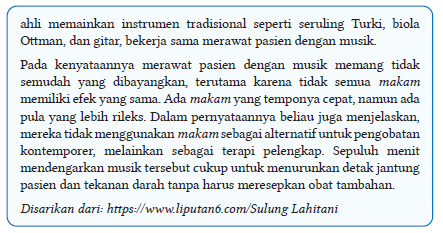 ahli memainkan instrumen tradisional seperti seruling Turki, biola
Ottman, dan gitar, bekerja sama merawat pasien dengan musik.
Pada kenyataannya merawat pasien dengan musik memang tidak
semudah yang dibayangkan, terutama karena tidak semua makam
memiliki efek yang sama. Ada makam yang temponya cepat, namun ada
pula yang lebih rileks. Dalam pernyataannya beliau juga menjelaskan,
mereka tidak menggunakan makam sebagai alternatif untuk pengobatan
kontemporer, melainkan sebagai terapi pelengkap. Sepuluh menit
mendengarkan musik tersebut cukup untuk menurunkan detak jantung
pasien dan tekanan darah tanpa harus meresepkan obat tambahan.
Disarikan dari: https://www.liputan6.com/Sulung Lahitani